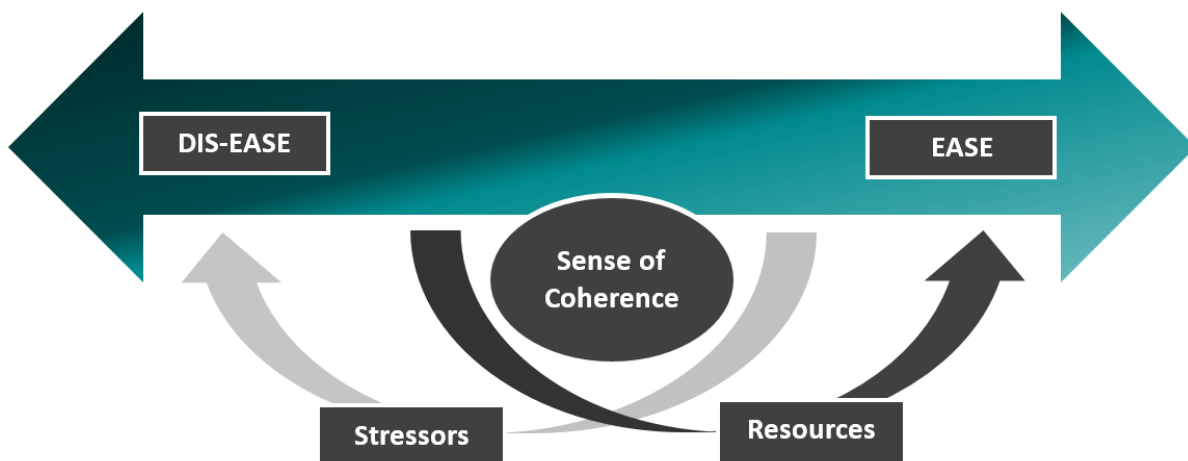 DIS-EASE
EASE
Sense of
Coherence
Stressors
Resources